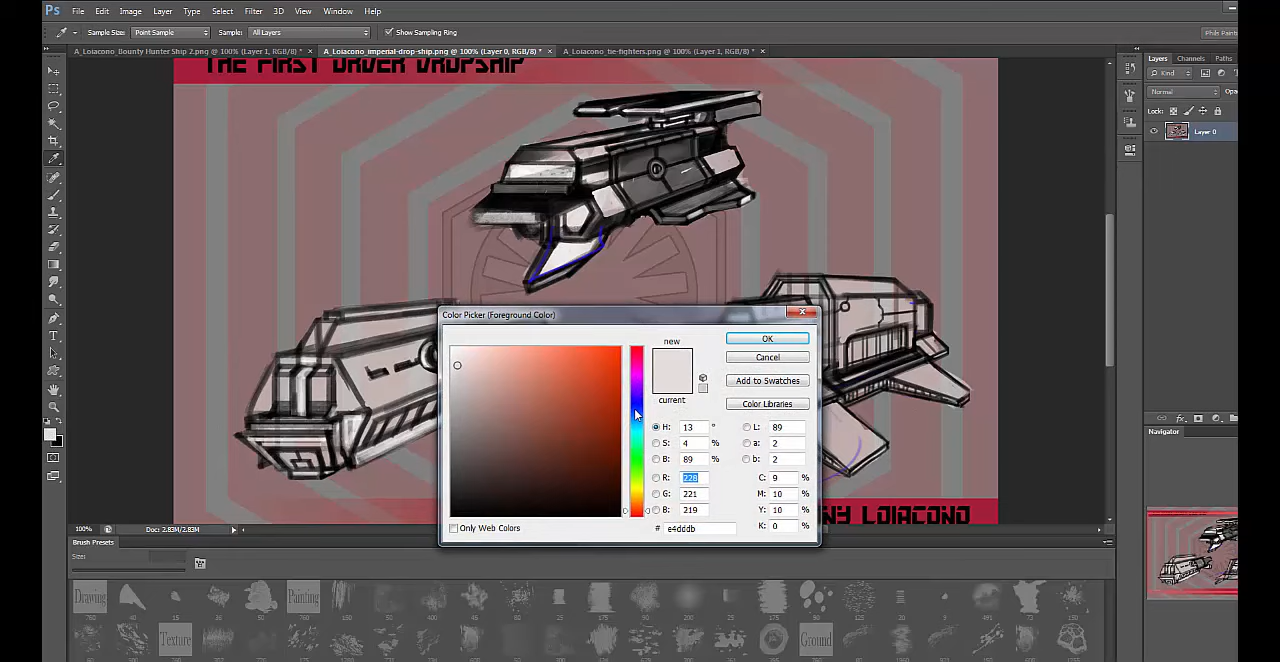 Ps File Edit Image Layer Type Select Filter 3D View Window Help
Sample Size: Point Sample Sample: All Layers Show Sampling Ring
A_Loiacono_Bounty Hunter Ship 2.png @ 100% (Layer 1, RGB/8) * × A_Loiacono_imperial-drop-ship.png @ 100% (Layer 0, RGB/8) * × A_Loiacono_tie-fighters.png @ 100% (Layer 1, RGB/8) * ×
THE FIRST ORDER DROPSHIP
Layers Channels Paths
Kind
Normal
Lock:
Layer 0
Color Picker (Foreground Color)
new
current
OK
Cancel
Add to Swatches
Color Libraries
H: 13 ° L: 89
S: 4 % a: 2
B: 89 % b: 2
R: 228 C: 9 %
G: 221 M: 10 %
B: 219 Y: 10 %
# e4dddb K: 0 %
Only Web Colors
LOIACONO
Navigator
100% Doc: 2.83M/2.83M
Brush Presets
Sizes
Drawing Painting
Texture Ground